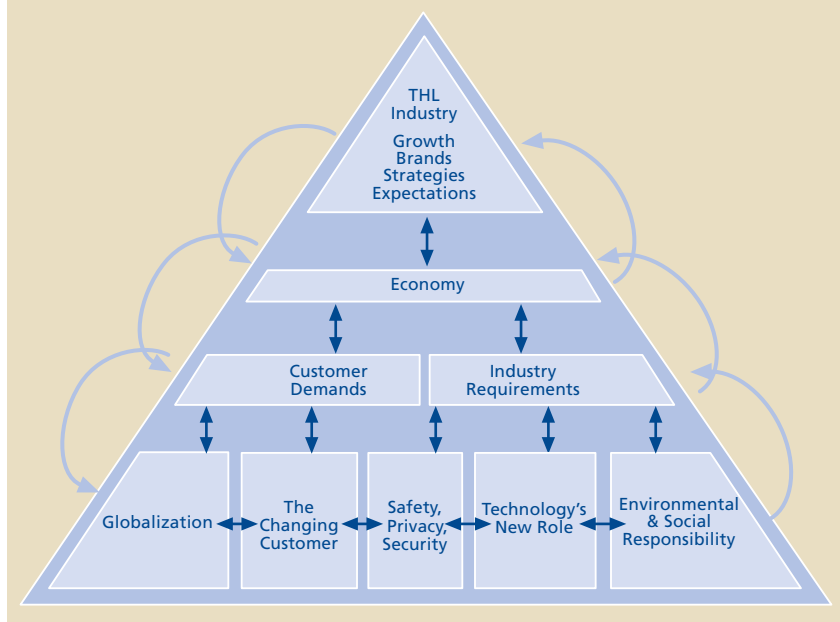 THL
Industry
Growth
Brands
Strategies
Expectations
Economy
Customer
Demands
Industry
Requirements
Globalization
The
Changing
Customer
Safety,
Privacy,
Security
Technology's
New Role
Environmental
& Social
Responsibility